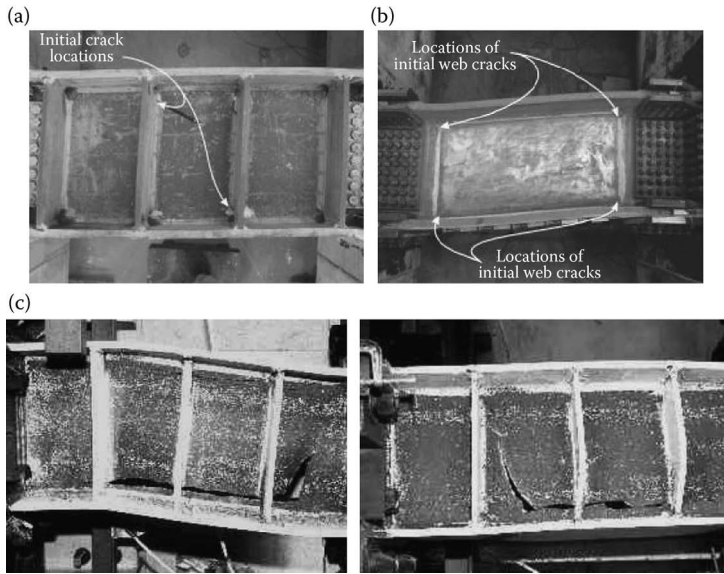 (a)
Initial crack
locations
(b)
Locations of
initial web cracks
Locations of
initial web cracks
(c)